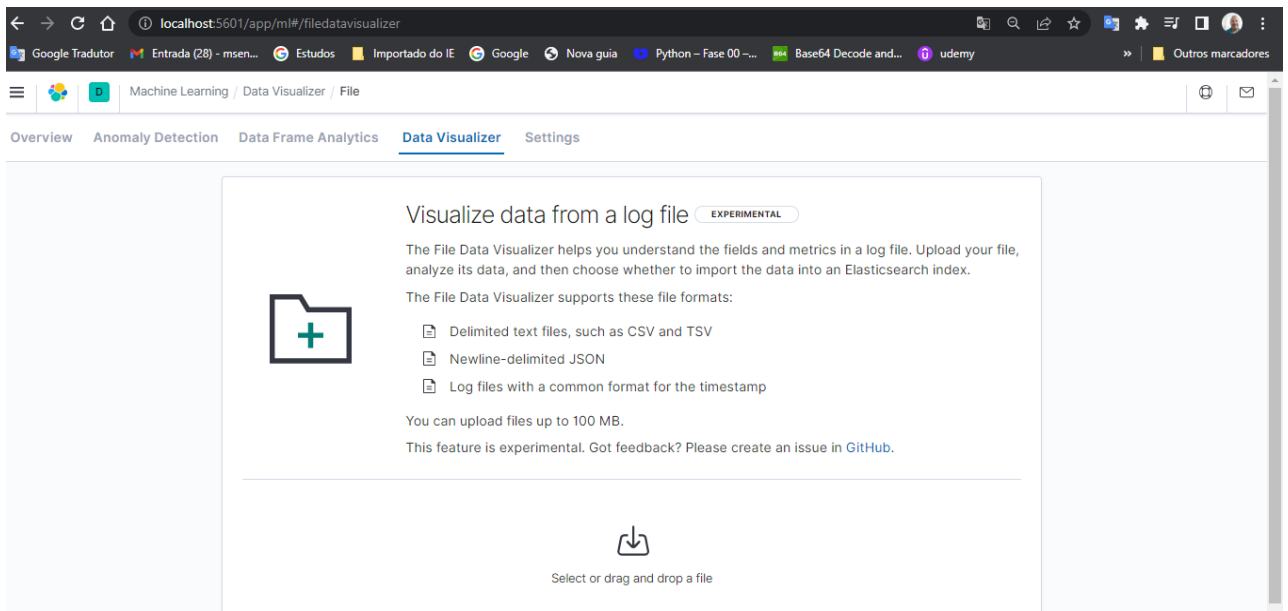 localhost:5601/app/ml#/filedatavisualizer
Google Tradutor Entrada (28) - msen... Estudos Importado do IE Google Nova guia Python – Fase 00 –... Base64 Decode and... udemy » Outros marcadores
D Machine Learning / Data Visualizer / File
Overview Anomaly Detection Data Frame Analytics Data Visualizer Settings
Visualize data from a log file EXPERIMENTAL
The File Data Visualizer helps you understand the fields and metrics in a log file. Upload your file,
analyze its data, and then choose whether to import the data into an Elasticsearch index.
The File Data Visualizer supports these file formats:
Delimited text files, such as CSV and TSV
Newline-delimited JSON
Log files with a common format for the timestamp
You can upload files up to 100 MB.
This feature is experimental. Got feedback? Please create an issue in GitHub.
Select or drag and drop a file